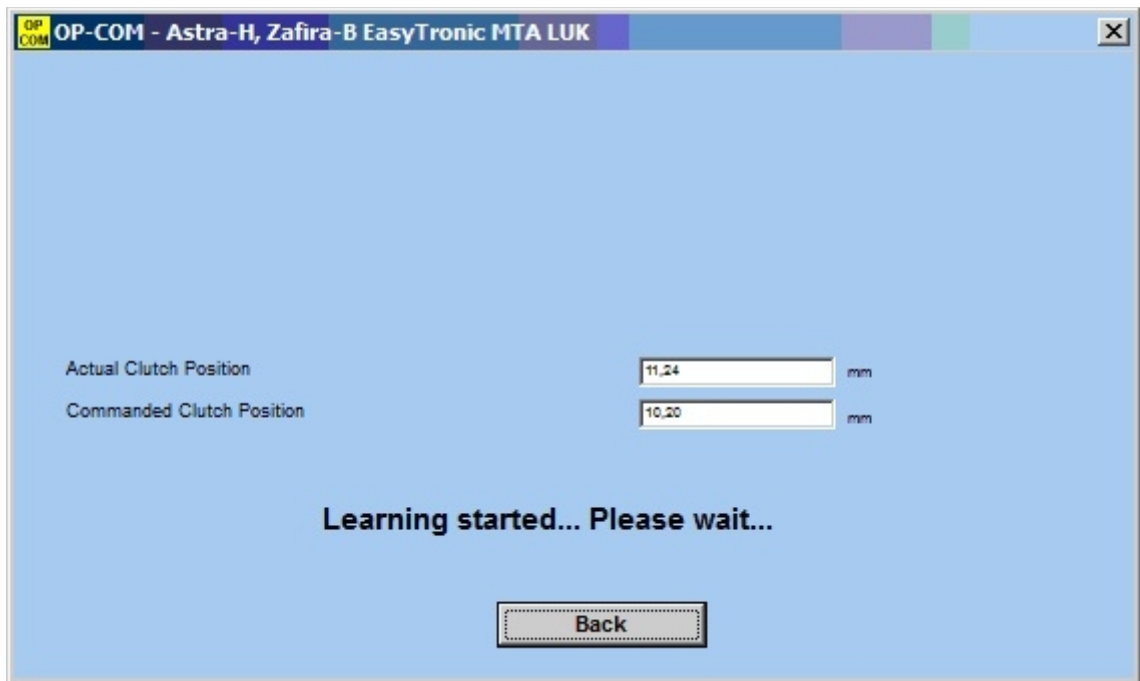 OP COM OP-COM - Astra-H, Zafira-B EasyTronic MTA LUK
Actual Clutch Position 11,24 mm
Commanded Clutch Position 10,20 mm
Learning started... Please wait...
Back